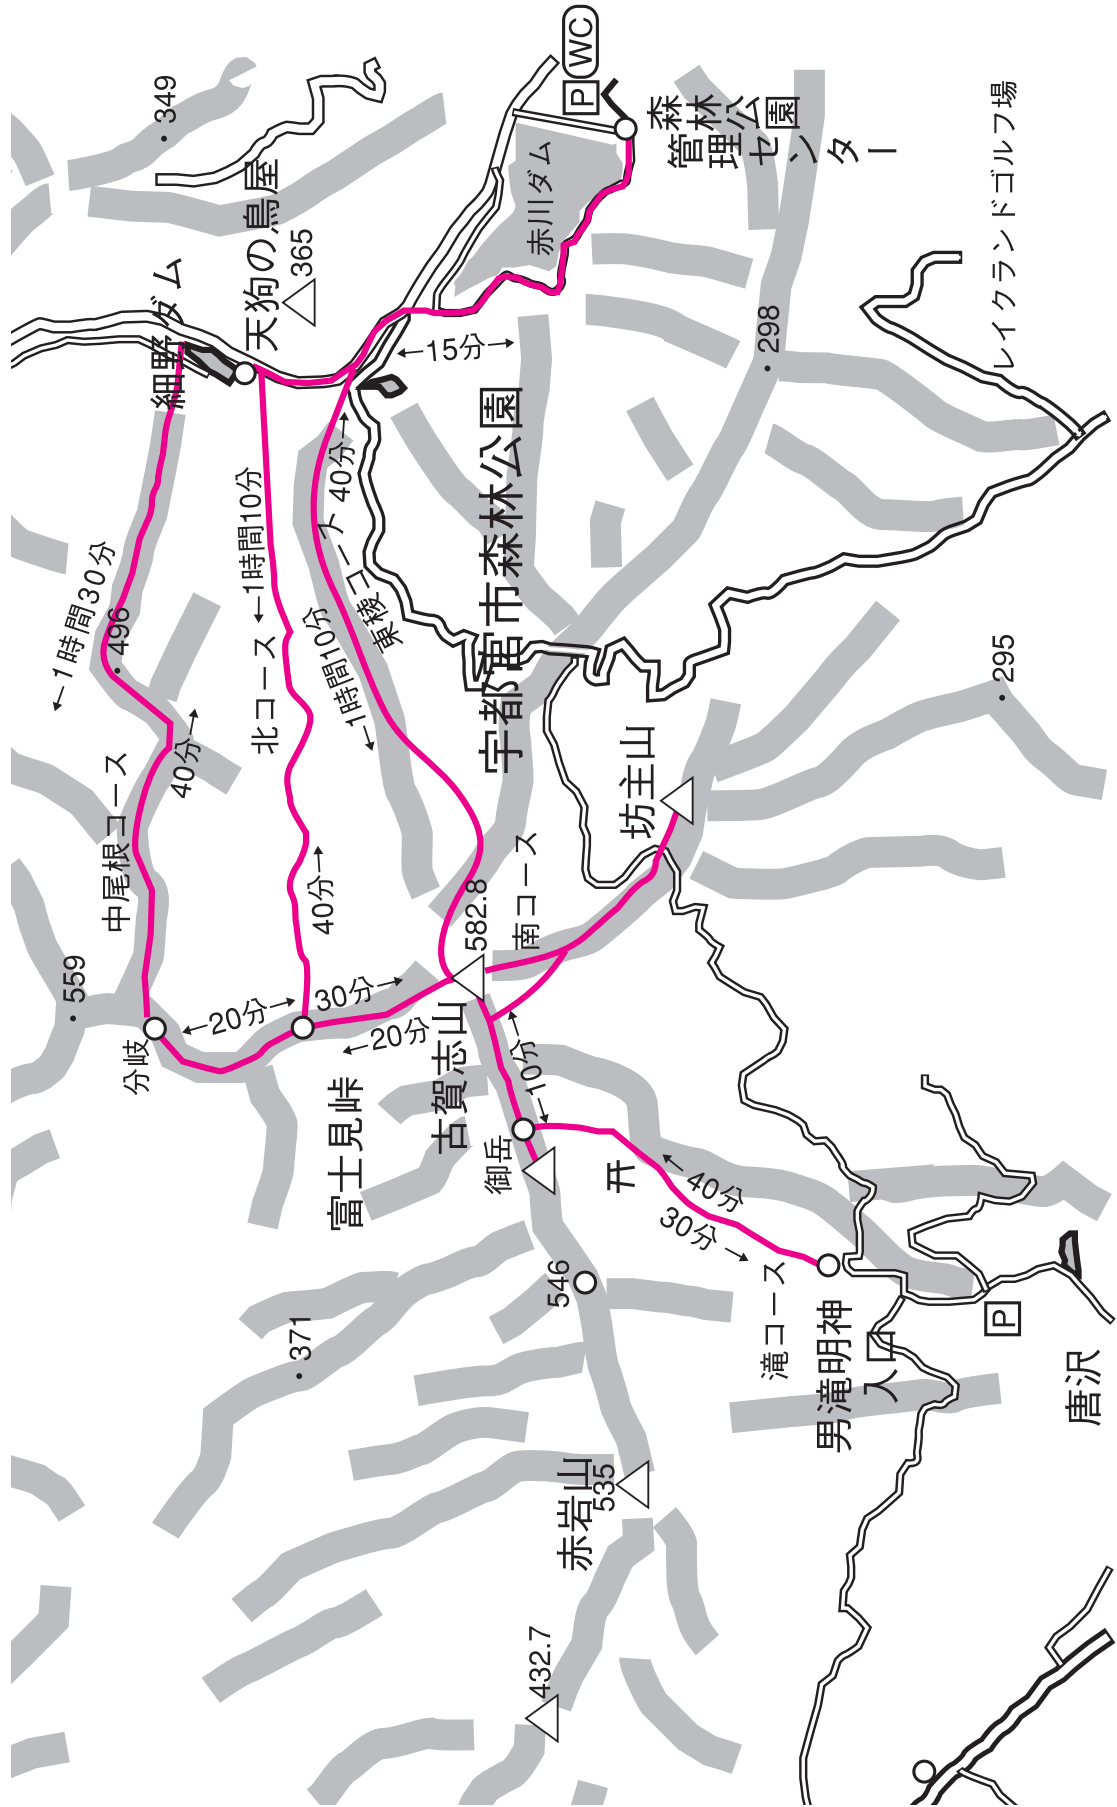 559
分岐
中尾根コース
←1時間30分
496
40分→
細野ダム
349
天狗の鳥屋
365
北コース
←1時間10分
40分→
←20分→
30分→
←20分
富士見峠
東稜コース
40分→
←1時間10分
←15分→
赤川ダム
P
WC
森林公園
管理センター
宇都宮市森林公園
298
レイクランドゴルフ場
295
坊主山
南コース
582.8
古賀志山
←10分→
御岳
40分→
30分→
滝コース
男滝明神
入口
P
唐沢
546
371
赤岩山
535
432.7